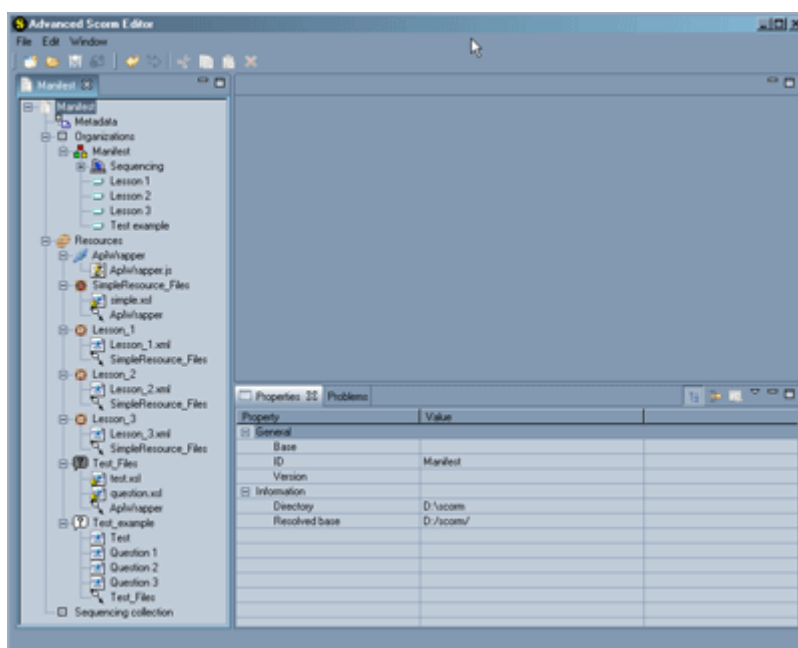 Advanced Scorm Editor
File Edit Window
Manifest
Manifest
Metadata
Organizations
Manifest
Sequencing
Lesson 1
Lesson 2
Lesson 3
Test example
Resources
ApiWrapper
ApiWrapper.js
SimpleResource_Files
simple.xsl
ApiWrapper
Lesson_1
Lesson_1.xml
SimpleResource_Files
Lesson_2
Lesson_2.xml
SimpleResource_Files
Lesson_3
Lesson_3.xml
SimpleResource_Files
Test_Files
test.xsl
question.xsl
ApiWrapper
Test_example
Test
Question 1
Question 2
Question 3
Test_Files
Sequencing collection
Properties Problems
Property Value
General
Base
ID Manifest
Version
Information
Directory D:\scorm
Resolved base D:/scorm/